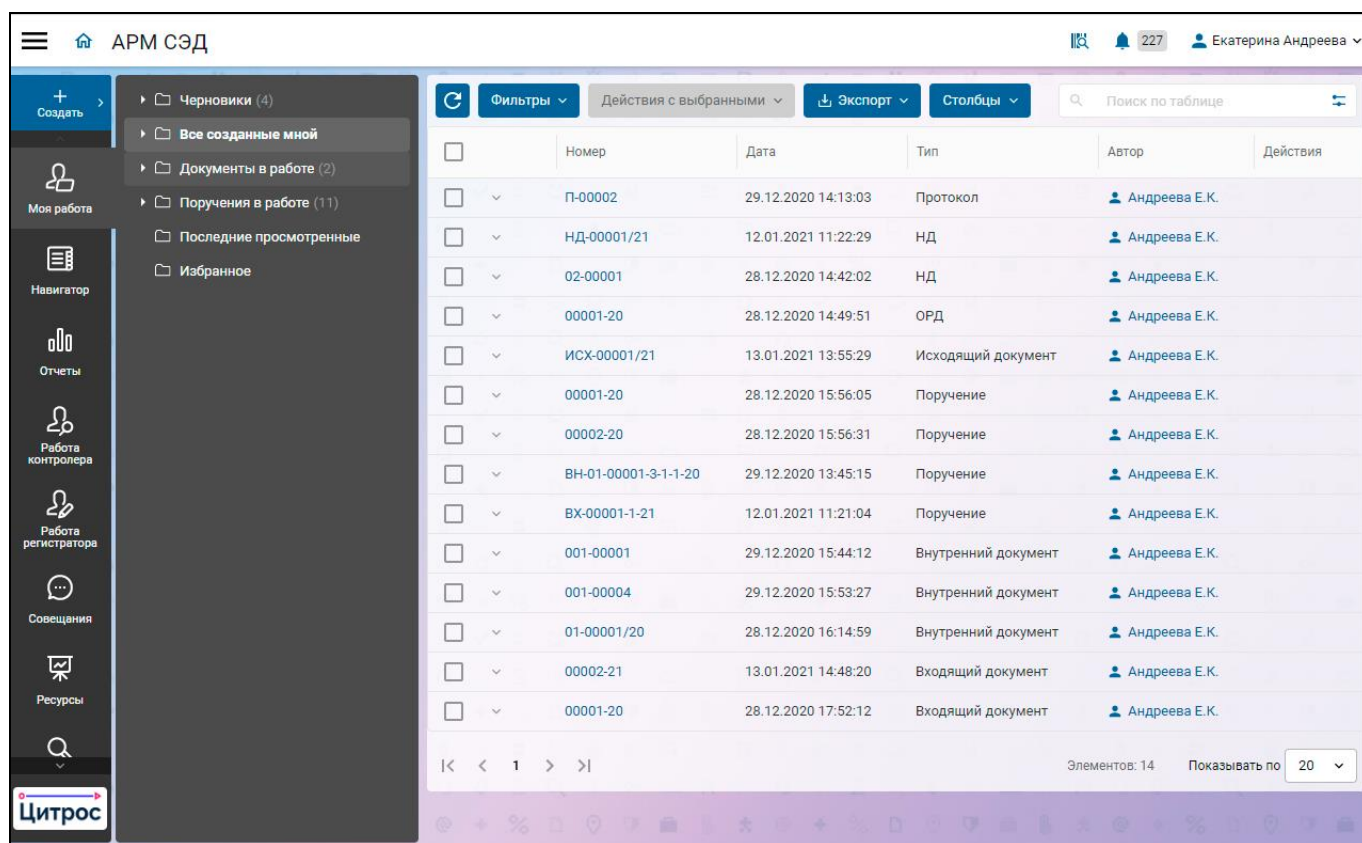 АРМ СЭД
227
Екатерина Андреева
+
Создать
Моя работа
Навигатор
Отчеты
Работа
контролера
Работа
регистратора
Совещания
Ресурсы
Цитрос
Черновики (4)
Все созданные мной
Документы в работе (2)
Поручения в работе (11)
Последние просмотренные
Избранное
Фильтры Действия с выбранными Экспорт Столбцы Поиск по таблице
Номер Дата Тип Автор Действия
П-00002 29.12.2020 14:13:03 Протокол Андреева Е.К.
НД-00001/21 12.01.2021 11:22:29 НД Андреева Е.К.
02-00001 28.12.2020 14:42:02 НД Андреева Е.К.
00001-20 28.12.2020 14:49:51 ОРД Андреева Е.К.
ИСХ-00001/21 13.01.2021 13:55:29 Исходящий документ Андреева Е.К.
00001-20 28.12.2020 15:56:05 Поручение Андреева Е.К.
00002-20 28.12.2020 15:56:31 Поручение Андреева Е.К.
ВН-01-00001-3-1-1-20 29.12.2020 13:45:15 Поручение Андреева Е.К.
ВХ-00001-1-21 12.01.2021 11:21:04 Поручение Андреева Е.К.
001-00001 29.12.2020 15:44:12 Внутренний документ Андреева Е.К.
001-00004 29.12.2020 15:53:27 Внутренний документ Андреева Е.К.
01-00001/20 28.12.2020 16:14:59 Внутренний документ Андреева Е.К.
00002-21 13.01.2021 14:48:20 Входящий документ Андреева Е.К.
00001-20 28.12.2020 17:52:12 Входящий документ Андреева Е.К.
1 Элементов: 14 Показывать по 20